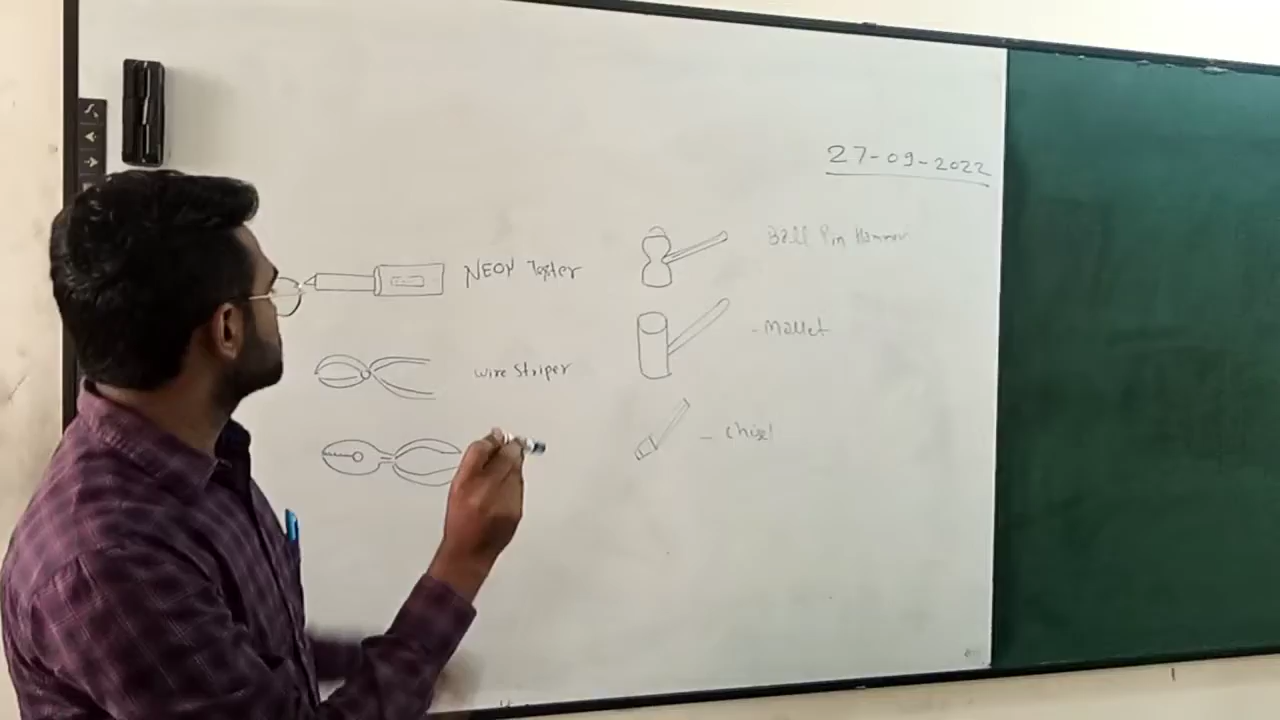 27-09-2022
NEON Tester
wire striper
Ball Pin Hammer
- Mallet
- chisel